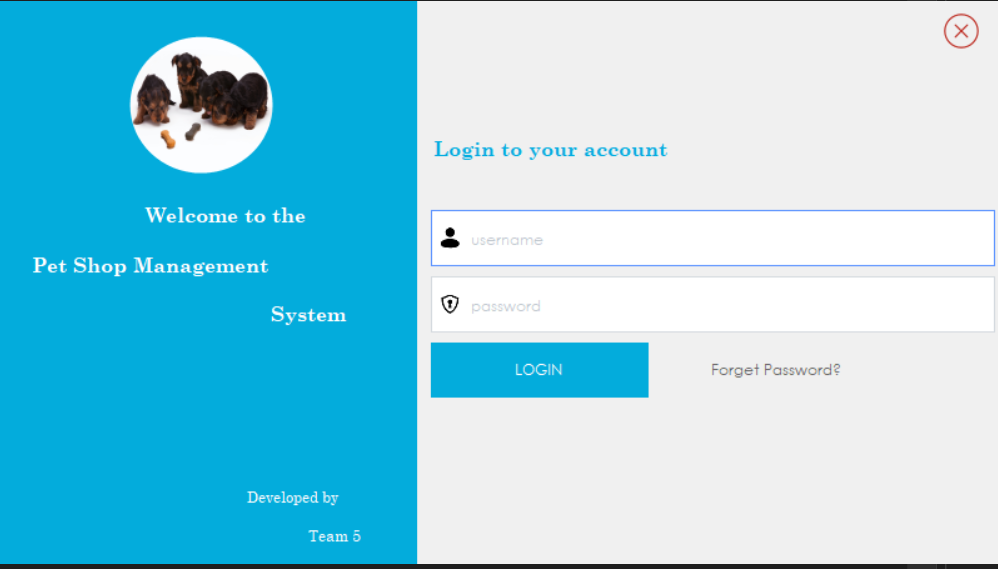 Welcome to the
Pet Shop Management
System
Developed by
Team 5
Login to your account
username
password
LOGIN
Forget Password?